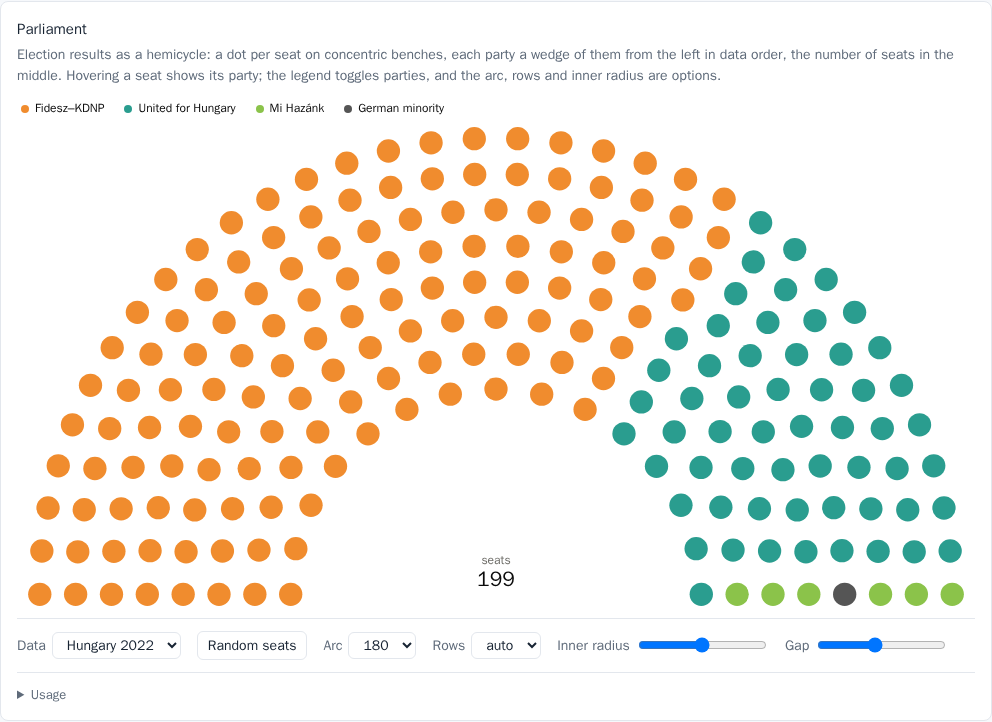 Parliament
Election results as a hemicycle: a dot per seat on concentric benches, each party a wedge of them from the left in data order, the number of seats in the
middle. Hovering a seat shows its party; the legend toggles parties, and the arc, rows and inner radius are options.
Fidesz–KDNP United for Hungary Mi Hazánk German minority
seats
199
Data Hungary 2022 Random seats Arc 180 Rows auto Inner radius Gap
Usage